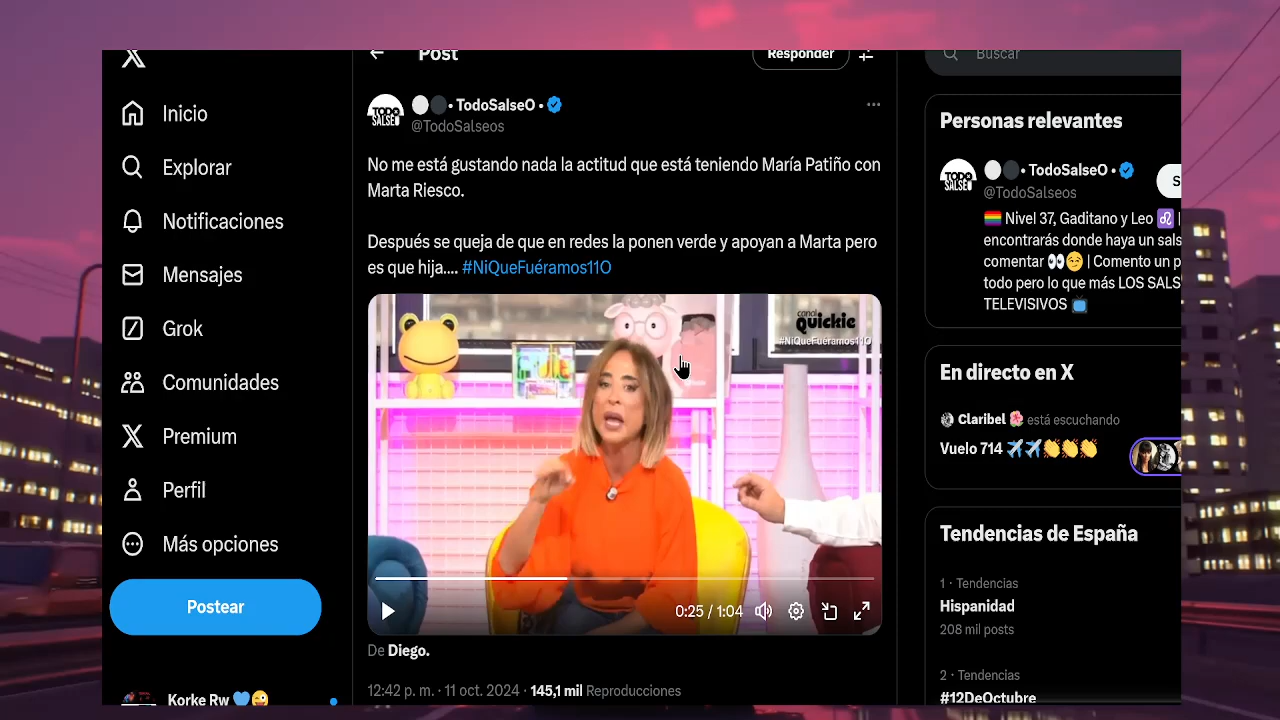 Post
Responder
Buscar
Inicio
Explorar
Notificaciones
Mensajes
Grok
Comunidades
Premium
Perfil
Más opciones
Postear
Korke Rw
TODO
SALSE
• TodoSalseO •
@TodoSalseos
No me está gustando nada la actitud que está teniendo María Patiño con
Marta Riesco.
Después se queja de que en redes la ponen verde y apoyan a Marta pero
es que hija.... #NiQueFuéramos11O
canal
Quickie
#NiQueFuéramos11O
0:25 / 1:04
De Diego.
12:42 p. m. · 11 oct. 2024 · 145,1 mil Reproducciones
Personas relevantes
TODO
SALSE
• TodoSalseO •
@TodoSalseos
S
Nivel 37, Gaditano y Leo
encontrarás donde haya un sals
comentar | Comento un p
todo pero lo que más LOS SALS
TELEVISIVOS
En directo en X
Claribel está escuchando
Vuelo 714
Tendencias de España
1 · Tendencias
Hispanidad
208 mil posts
2 · Tendencias
#12DeOctubre